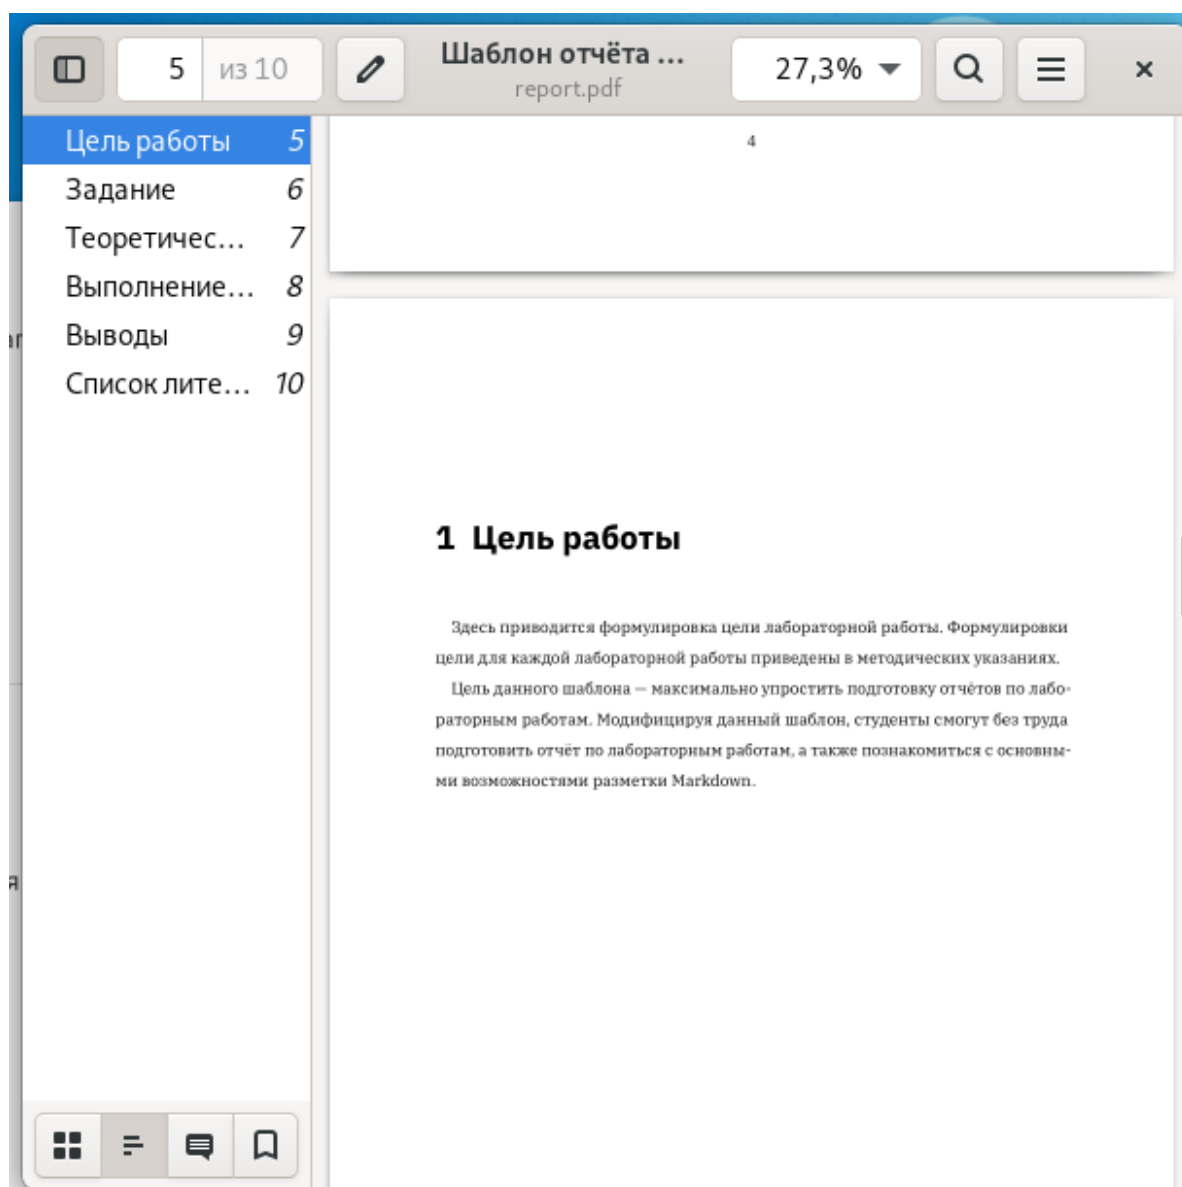 5 из 10
Шаблон отчёта ...
report.pdf
27,3%
Цель работы 5
Задание 6
Теоретичес... 7
Выполнение... 8
Выводы 9
Список лите... 10
4
1 Цель работы
Здесь приводится формулировка цели лабораторной работы. Формулировки
цели для каждой лабораторной работы приведены в методических указаниях.
Цель данного шаблона — максимально упростить подготовку отчётов по лабо-
раторным работам. Модифицируя данный шаблон, студенты смогут без труда
подготовить отчёт по лабораторным работам, а также познакомиться с основны-
ми возможностями разметки Markdown.